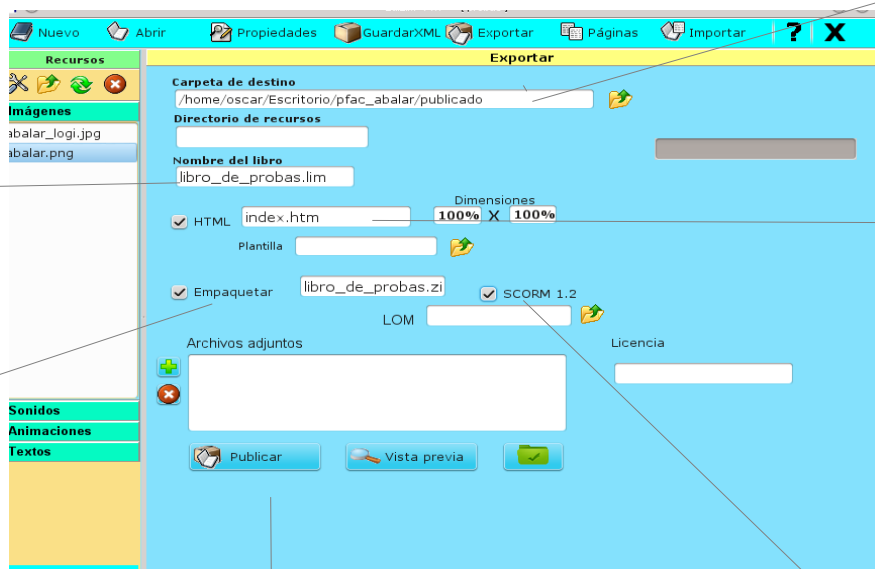 Nuevo Abrir Propiedades GuardarXML Exportar Páginas Importar ? X
Recursos
Exportar
Carpeta de destino
/home/oscar/Escritorio/pfac_abalar/publicado
Imágenes
Directorio de recursos
abalar_logi.jpg
abalar.png
Nombre del libro
libro_de_probas.lim
Dimensiones
HTML index.htm 100% X 100%
Plantilla
Empaquetar libro_de_probas.zi SCORM 1.2
LOM
Archivos adjuntos Licencia
Sonidos
Animaciones
Textos
Publicar Vista previa